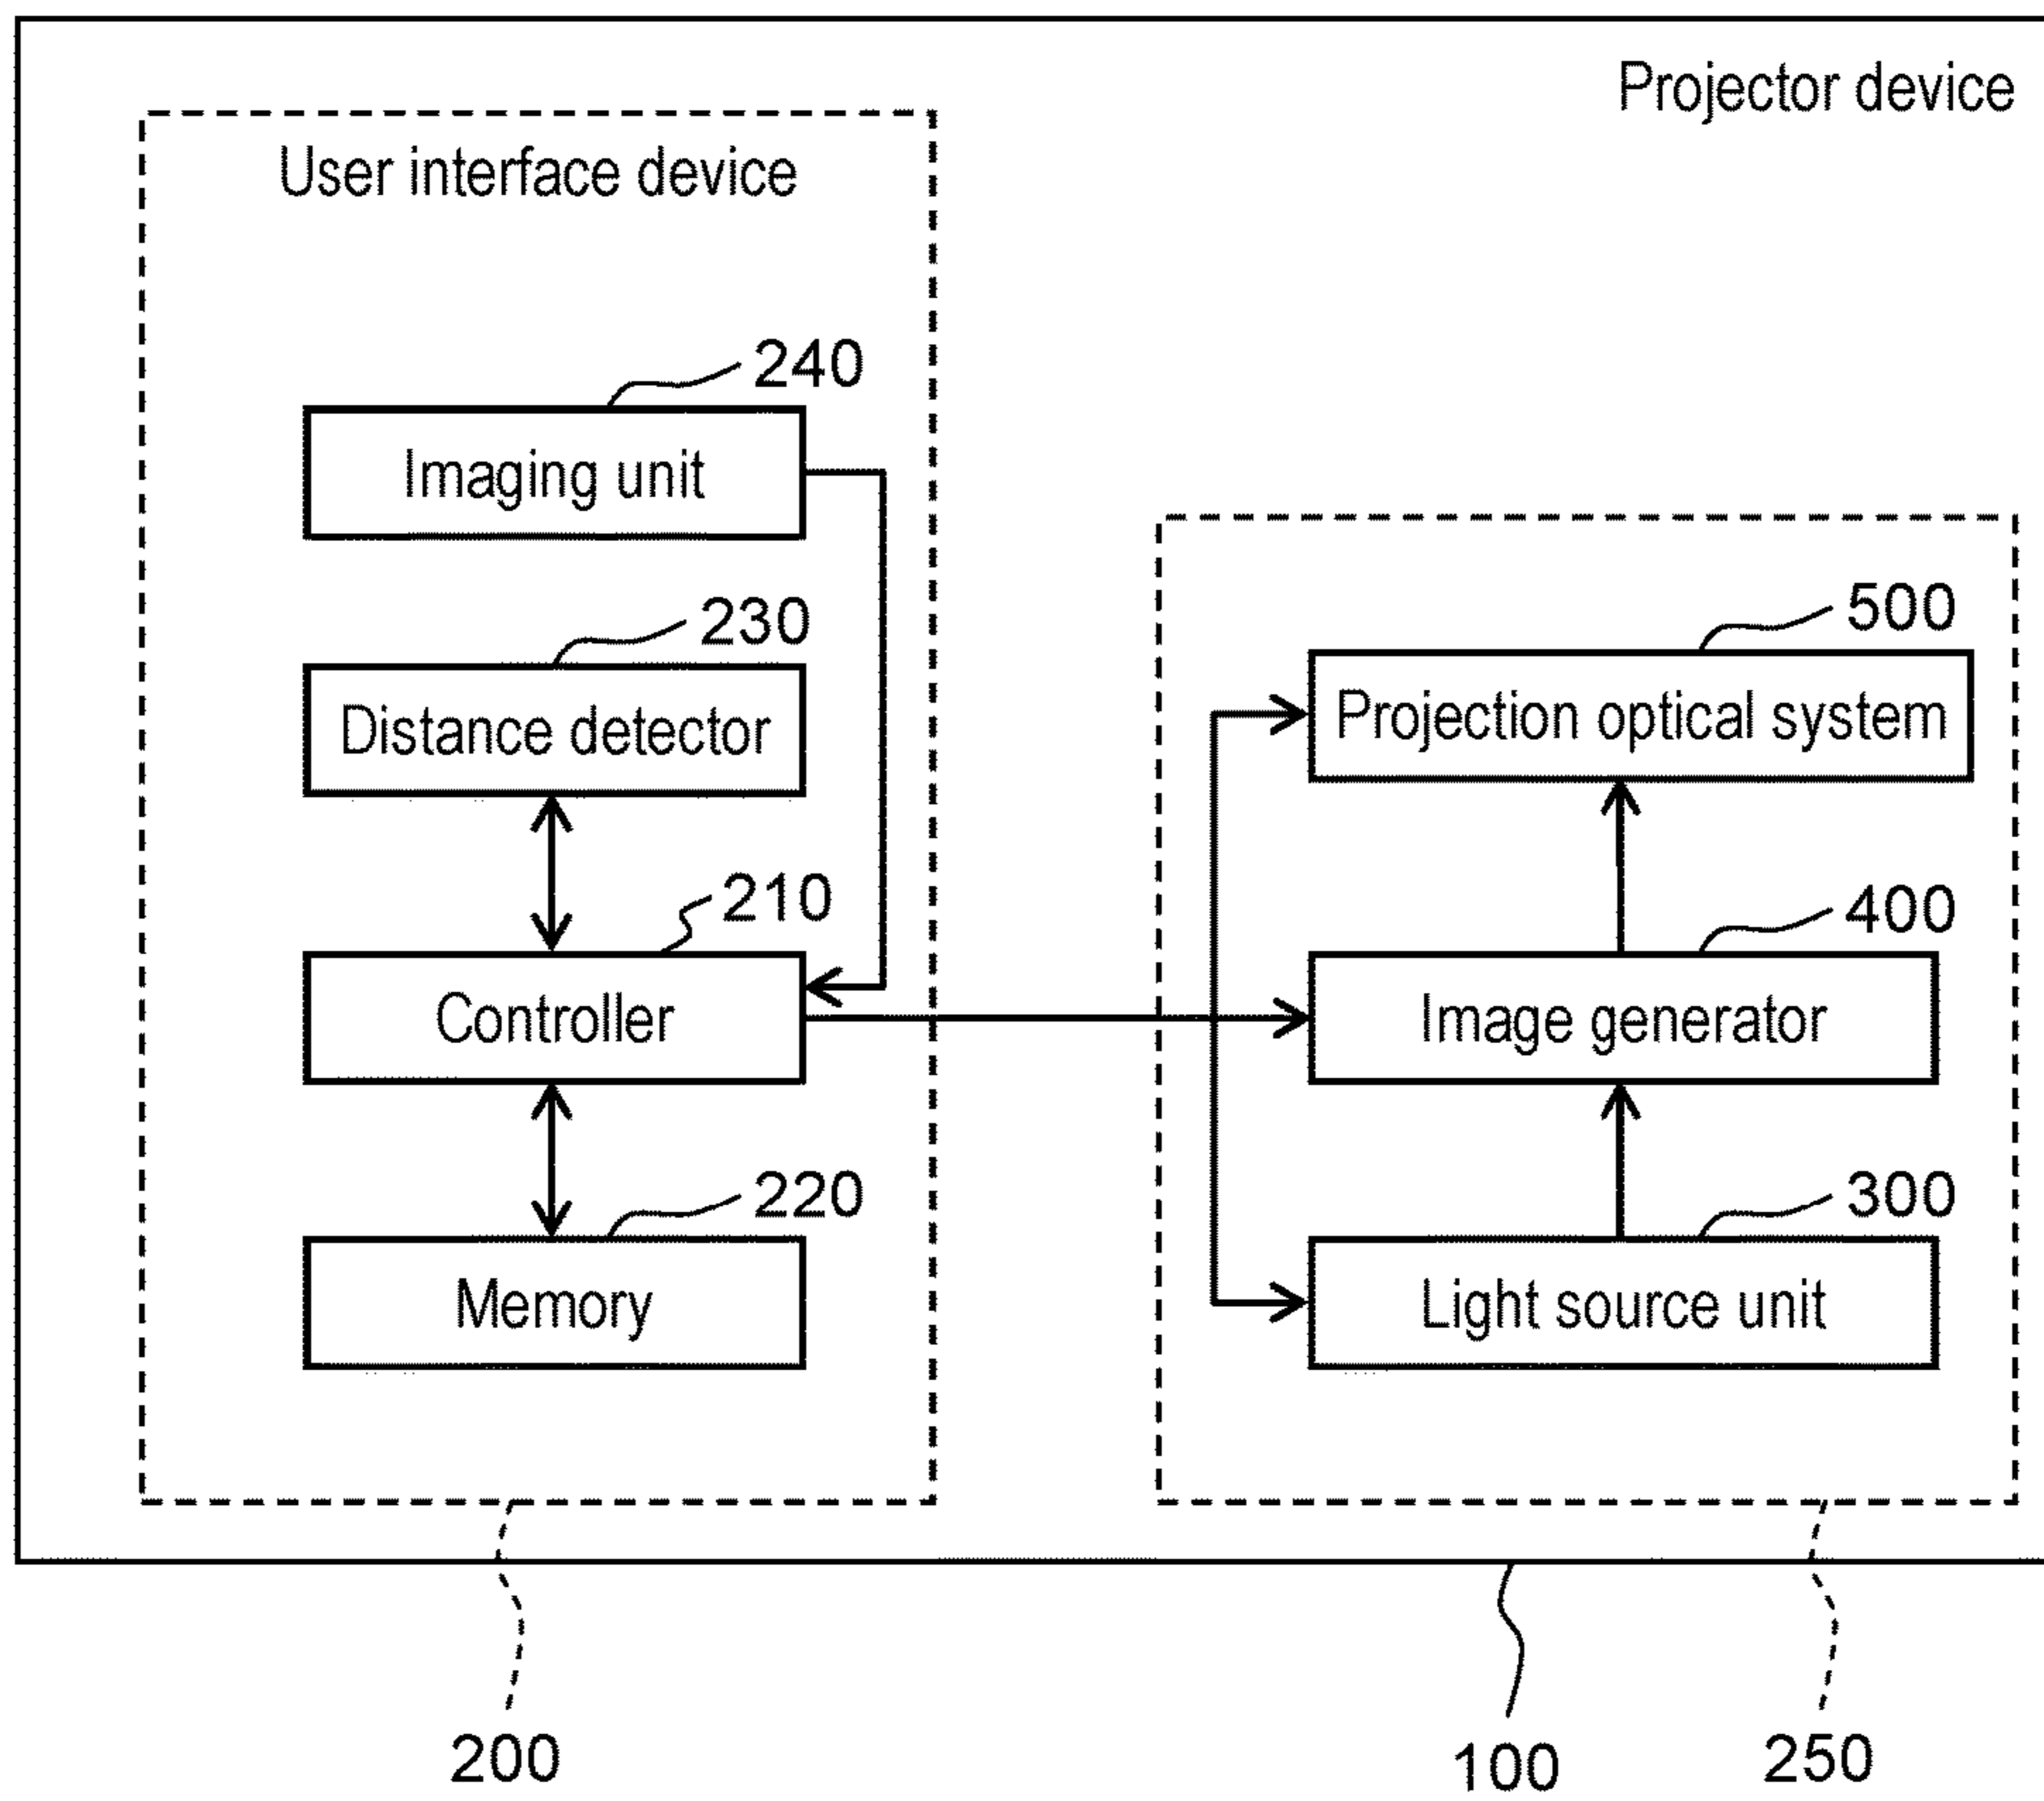 Projector device
User interface device
240
Imaging unit
230
Distance detector
210
Controller
220
Memory
500
Projection optical system
400
Image generator
300
Light source unit
200
100
250